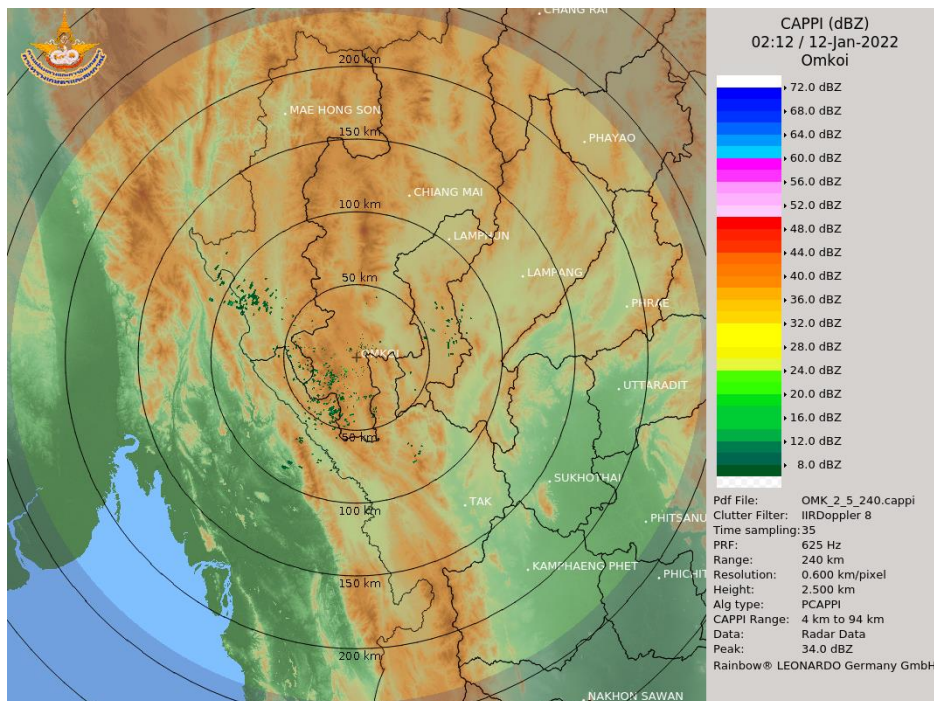 CHANG RAI
200 km
MAE HONG SON
150 km
PHAYAO
CHIANG MAI
100 km
LAMPHUN
50 km
LAMPANG
PHRAE
OMKOI
UTTARADIT
50 km
SUKHOTHAI
TAK
100 km
PHITSANU
KAMPHAENG PHET
PHICHIT
150 km
200 km
NAKHON SAWAN
CAPPI (dBZ)
02:12 / 12-Jan-2022
Omkoi
72.0 dBZ
68.0 dBZ
64.0 dBZ
60.0 dBZ
56.0 dBZ
52.0 dBZ
48.0 dBZ
44.0 dBZ
40.0 dBZ
36.0 dBZ
32.0 dBZ
28.0 dBZ
24.0 dBZ
20.0 dBZ
16.0 dBZ
12.0 dBZ
8.0 dBZ
Pdf File: OMK_2_5_240.cappi
Clutter Filter: IIRDoppler 8
Time sampling: 35
PRF: 625 Hz
Range: 240 km
Resolution: 0.600 km/pixel
Height: 2.500 km
Alg type: PCAPPI
CAPPI Range: 4 km to 94 km
Data: Radar Data
Peak: 34.0 dBZ
Rainbow® LEONARDO Germany GmbH